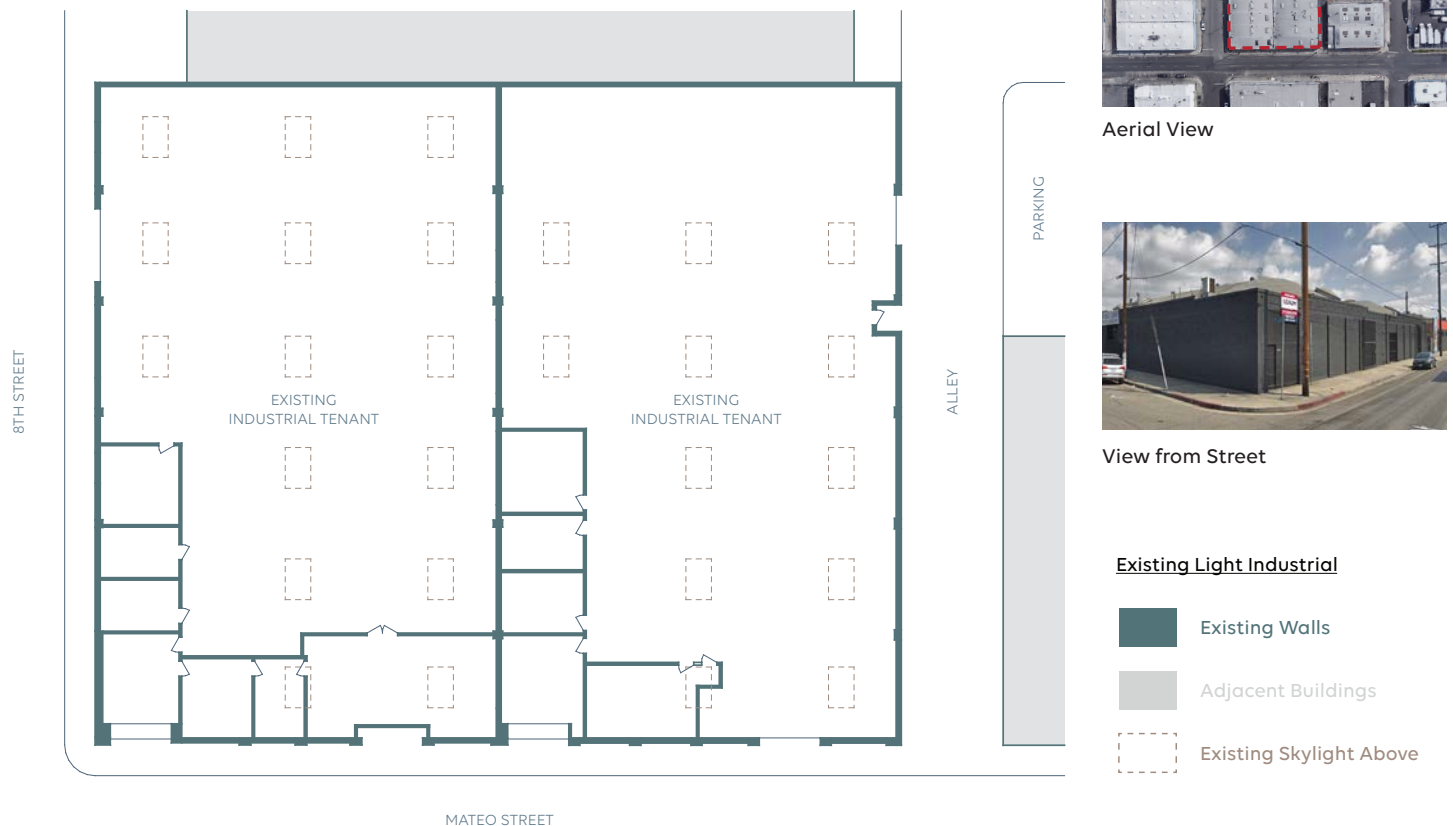 8TH STREET
EXISTING
INDUSTRIAL TENANT
EXISTING
INDUSTRIAL TENANT
ALLEY
PARKING
MATEO STREET
Aerial View
View from Street
Existing Light Industrial
Existing Walls
Adjacent Buildings
Existing Skylight Above